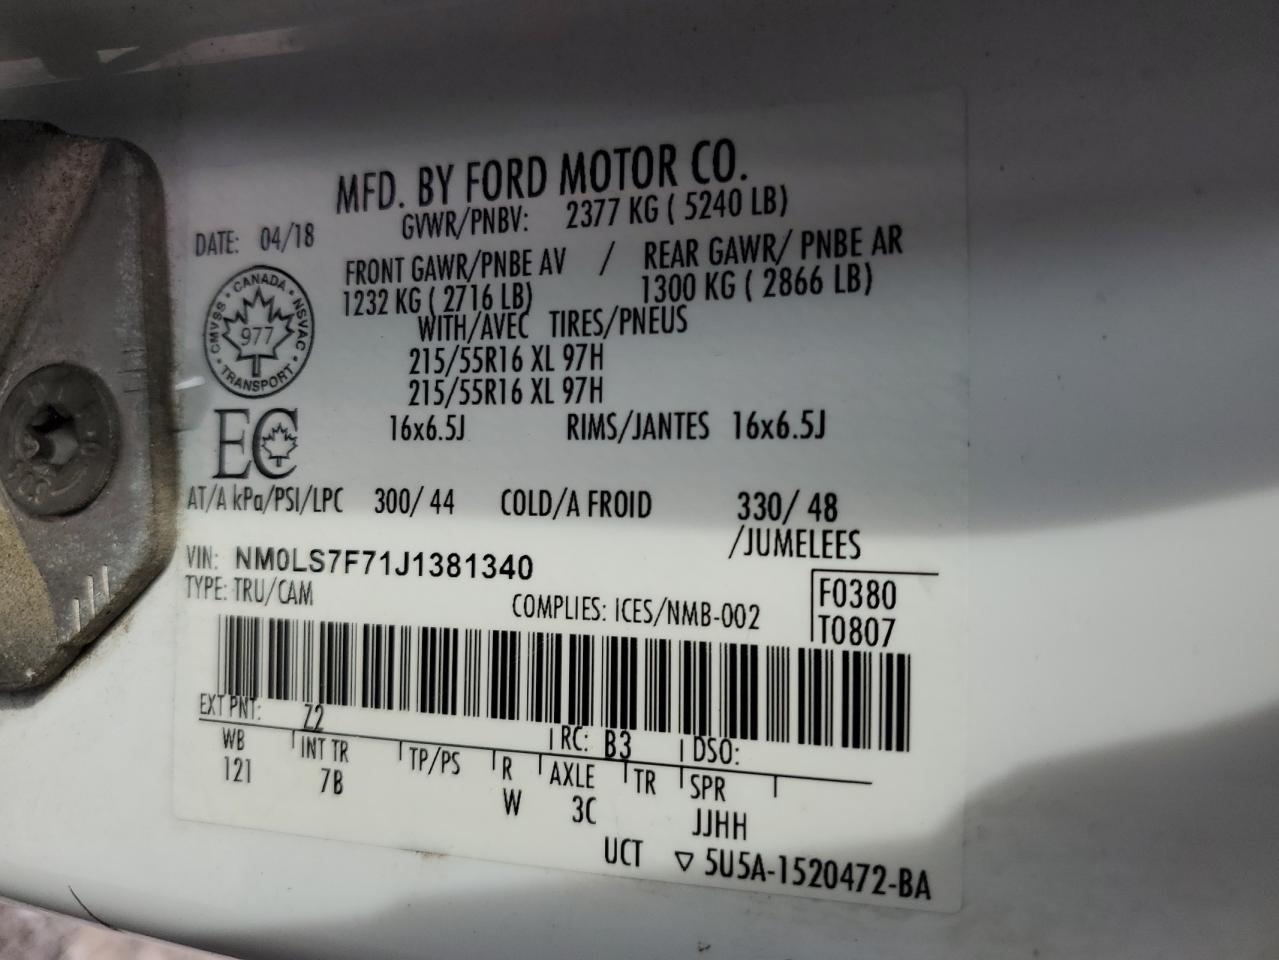 MFD. BY FORD MOTOR CO.
DATE: 04/18 GVWR/PNBV: 2377 KG ( 5240 LB)
FRONT GAWR/PNBE AV / REAR GAWR/ PNBE AR
1232 KG ( 2716 LB) 1300 KG ( 2866 LB)
WITH/AVEC TIRES/PNEUS
215/55R16 XL 97H
215/55R16 XL 97H
16x6.5J RIMS/JANTES 16x6.5J
CANADA
CMVSS NSVAC
977
TRANSPORT
EC
AT/A kPa/PSI/LPC 300/ 44 COLD/A FROID 330/ 48
/JUMELEES
VIN: NM0LS7F71J1381340
TYPE: TRU/CAM COMPLIES: ICES/NMB-002
F0380
T0807
EXT PNT: Z2 RC: B3 DSO:
WB INT TR TP/PS R AXLE TR SPR
121 7B W 3C JJHH
UCT ▽ 5U5A-1520472-BA